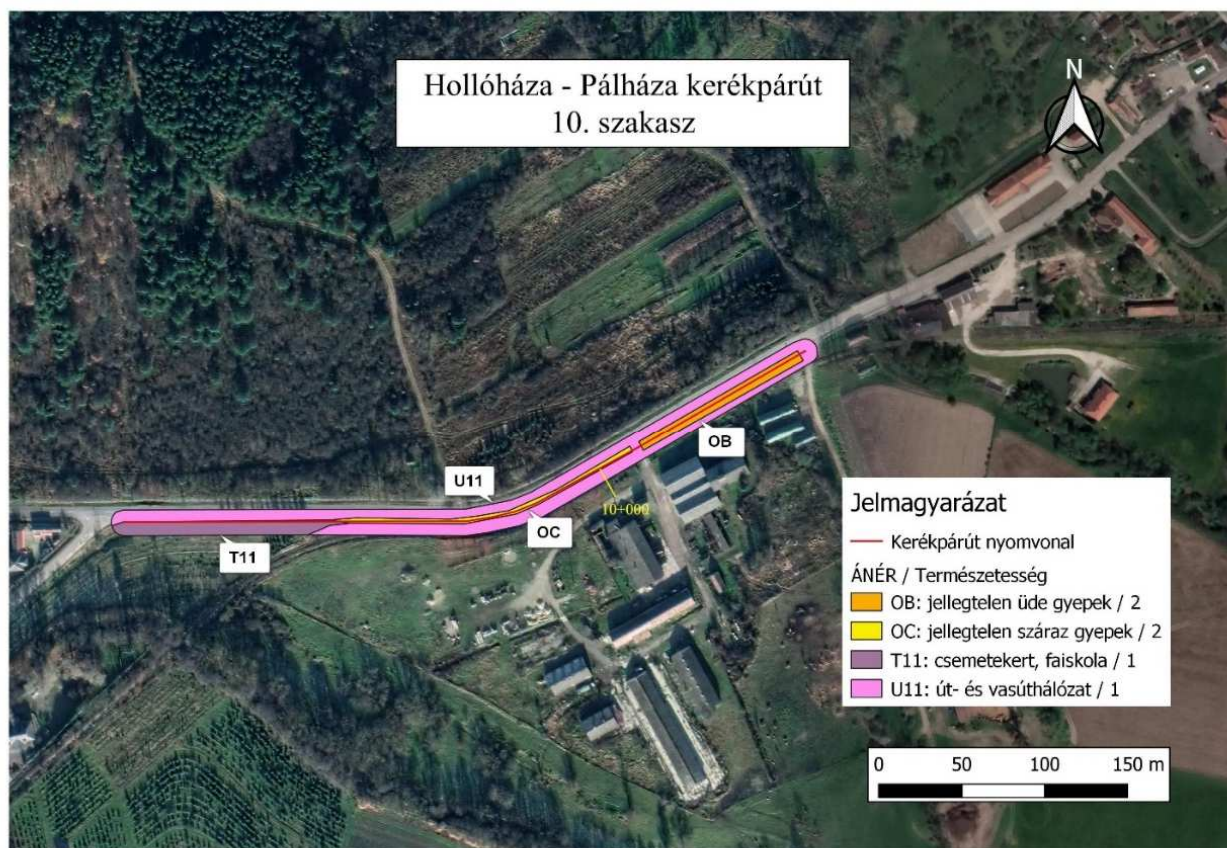 Hollóháza - Pálháza kerékpárút
10. szakasz
N
OB
U11
10+000
OC
T11
Jelmagyarázat
Kerékpárút nyomvonal
ÁNÉR / Természetesség
OB: jellegtelen üde gyepek / 2
OC: jellegtelen száraz gyepek / 2
T11: csemetekert, faiskola / 1
U11: út- és vasúthálózat / 1
0 50 100 150 m